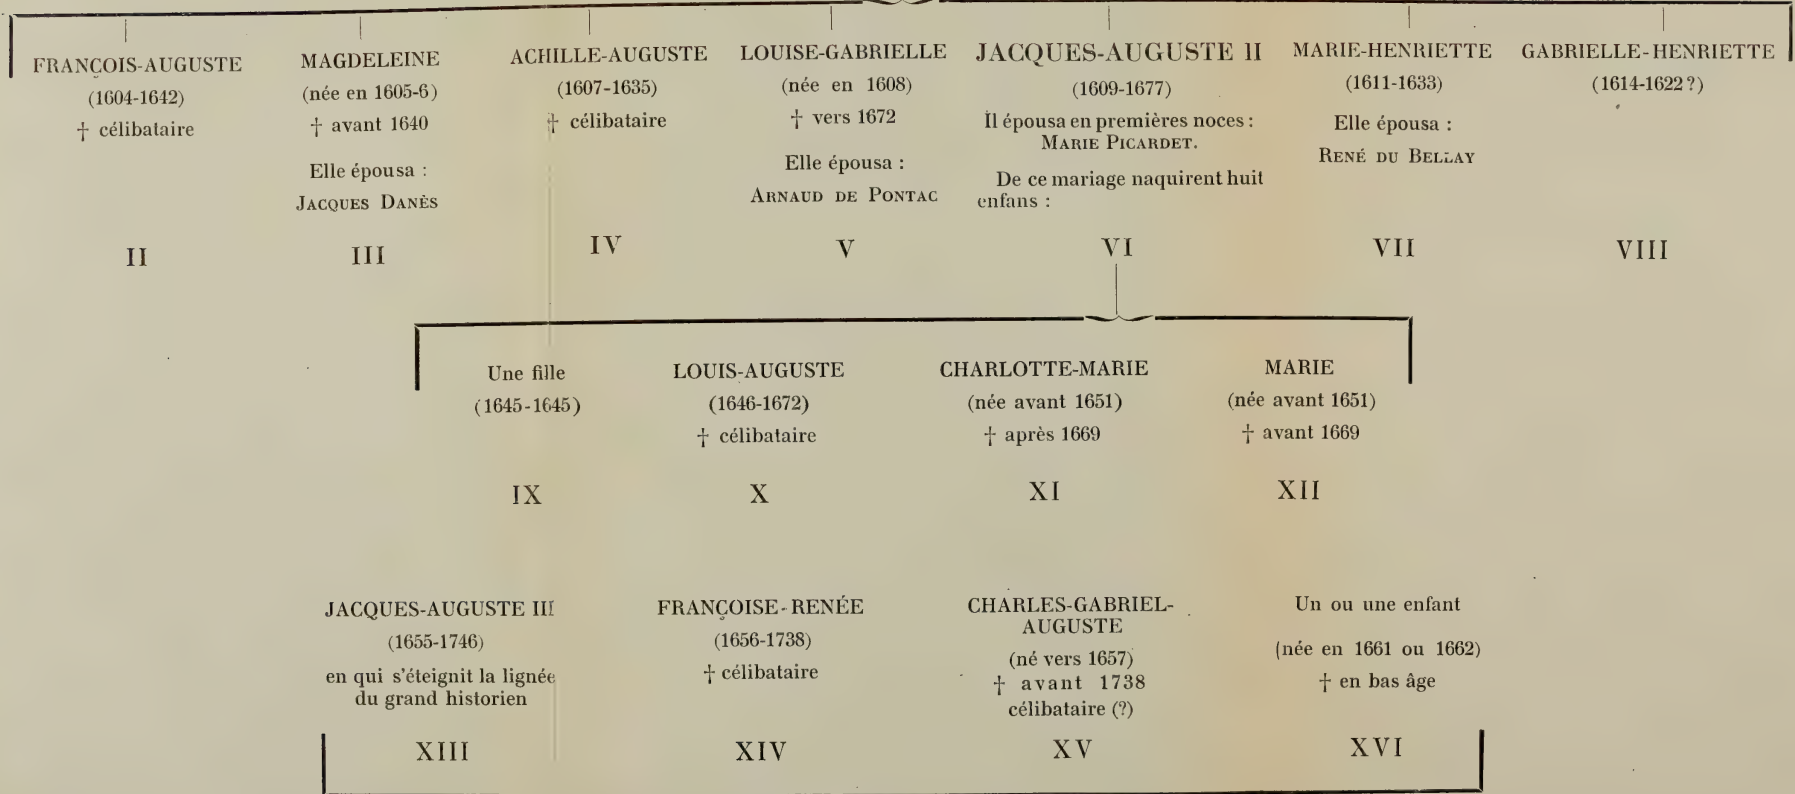 FRANÇOIS-AUGUSTE
(1604-1642)
† célibataire
II
MAGDELEINE
(née en 1605-6)
† avant 1640
Elle épousa :
JACQUES DANÈS
III
ACHILLE-AUGUSTE
(1607-1635)
† célibataire
IV
LOUISE-GABRIELLE
(née en 1608)
† vers 1672
Elle épousa :
ARNAUD DE PONTAC
V
JACQUES-AUGUSTE II
(1609-1677)
Il épousa en premières noces :
MARIE PICARDET.
De ce mariage naquirent huit
enfans :
VI
MARIE-HENRIETTE
(1611-1633)
Elle épousa :
RENÉ DU BELLAY
VII
GABRIELLE-HENRIETTE
(1614-1622 ?)
VIII
Une fille
(1645-1645)
IX
LOUIS-AUGUSTE
(1646-1672)
† célibataire
X
CHARLOTTE-MARIE
(née avant 1651)
† après 1669
XI
MARIE
(née avant 1651)
† avant 1669
XII
JACQUES-AUGUSTE III
(1655-1746)
en qui s'éteignit la lignée
du grand historien
XIII
FRANÇOISE-RENÉE
(1656-1738)
† célibataire
XIV
CHARLES-GABRIEL-
AUGUSTE
(né vers 1657)
† avant 1738
célibataire (?)
XV
Un ou une enfant
(née en 1661 ou 1662)
† en bas âge
XVI